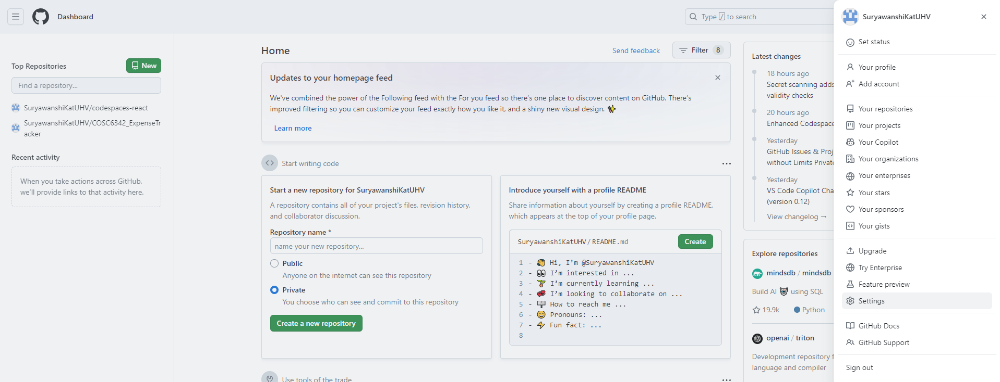 Dashboard
Type / to search
Top Repositories
New
Find a repository...
SuryawanshiKatUHV/codespaces-react
SuryawanshiKatUHV/COSC6342_ExpenseTr
acker
Recent activity
When you take actions across GitHub,
we'll provide links to that activity here.
Home
Send feedback
Filter 8
Updates to your homepage feed
We've combined the power of the Following feed with the For you feed so there's one place to discover content on GitHub. There's
improved filtering so you can customize your feed exactly how you like it, and a shiny new visual design. ✨
Learn more
Start writing code
Start a new repository for SuryawanshiKatUHV
A repository contains all of your project's files, revision history,
and collaborator discussion.
Repository name *
name your new repository...
Public
Anyone on the internet can see this repository
Private
You choose who can see and commit to this repository
Create a new repository
Introduce yourself with a profile README
Share information about yourself by creating a profile README,
which appears at the top of your profile page.
SuryawanshiKatUHV/README.md
Create
1 - 👋 Hi, I'm @SuryawanshiKatUHV
2 - 👀 I'm interested in ...
3 - 🌱 I'm currently learning ...
4 - 💞️ I'm looking to collaborate on ...
5 - 📫 How to reach me ...
6 - 😄 Pronouns: ...
7 - ⚡ Fun fact: ...
8
Use tools of the trade
Latest changes
18 hours ago
Secret scanning adds
validity checks
20 hours ago
Enhanced Codespace
Yesterday
GitHub Issues & Proj
without Limits Private
Yesterday
VS Code Copilot Cha
(version 0.12)
View changelog →
Explore repositories
mindsdb / mindsdb
Build AI 🤖 using SQL
19.9k Python
openai / triton
Development repository f
language and compiler
SuryawanshiKatUHV
Set status
Your profile
Add account
Your repositories
Your projects
Your Copilot
Your organizations
Your enterprises
Your stars
Your sponsors
Your gists
Upgrade
Try Enterprise
Feature preview
Settings
GitHub Docs
GitHub Support
Sign out